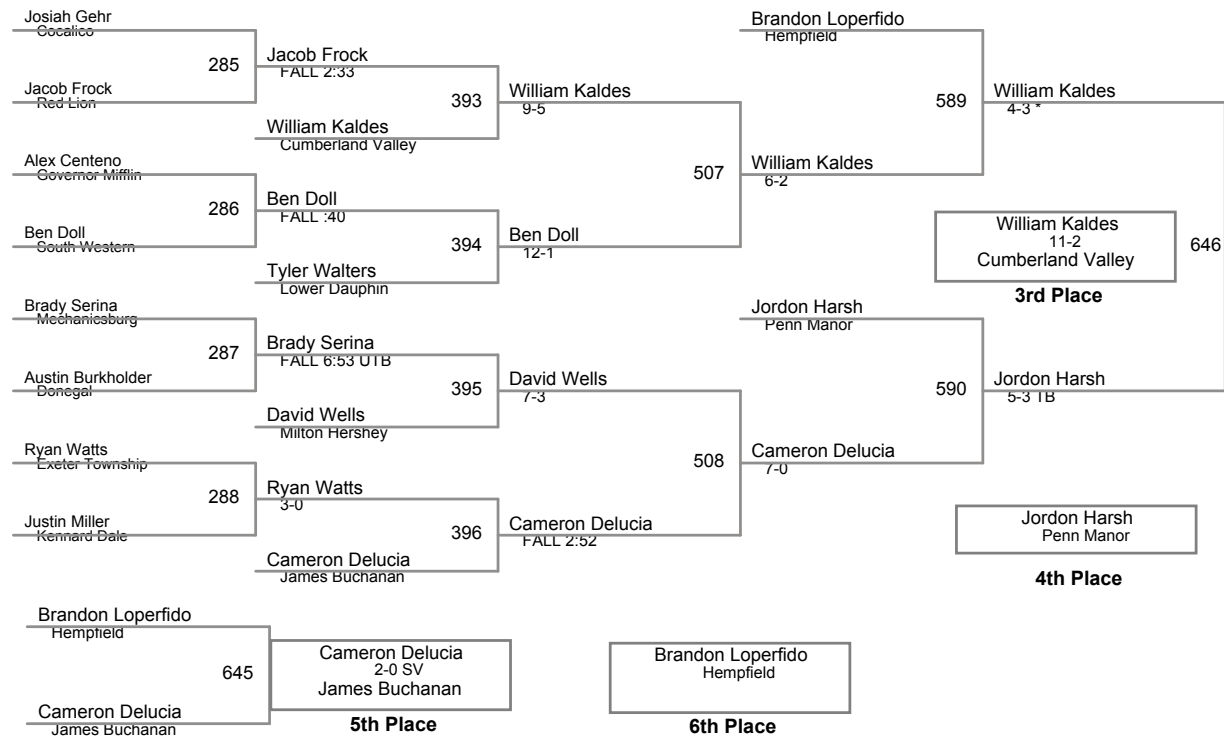 Josiah Gehr
Cocalico
285
Jacob Frock
Red Lion
Jacob Frock
FALL 2:33
393
William Kaldes
Cumberland Valley
William Kaldes
9-5
Alex Centeno
Governor Mifflin
286
Ben Doll
South Western
Ben Doll
FALL :40
394
Tyler Walters
Lower Dauphin
Ben Doll
12-1
507
William Kaldes
6-2
Brady Serina
Mechanicsburg
287
Austin Burkholder
Donegal
Brady Serina
FALL 6:53 UTB
395
David Wells
Milton Hershey
David Wells
7-3
Ryan Watts
Exeter Township
288
Justin Miller
Kennard Dale
Ryan Watts
3-0
396
Cameron Delucia
James Buchanan
Cameron Delucia
FALL 2:52
508
Cameron Delucia
7-0
Brandon Loperfido
Hempfield
589
William Kaldes
4-3 *
Jordon Harsh
Penn Manor
590
Jordon Harsh
5-3 TB
646
William Kaldes
11-2
Cumberland Valley
3rd Place
Jordon Harsh
Penn Manor
4th Place
Brandon Loperfido
Hempfield
645
Cameron Delucia
James Buchanan
Cameron Delucia
2-0 SV
James Buchanan
5th Place
Brandon Loperfido
Hempfield
6th Place